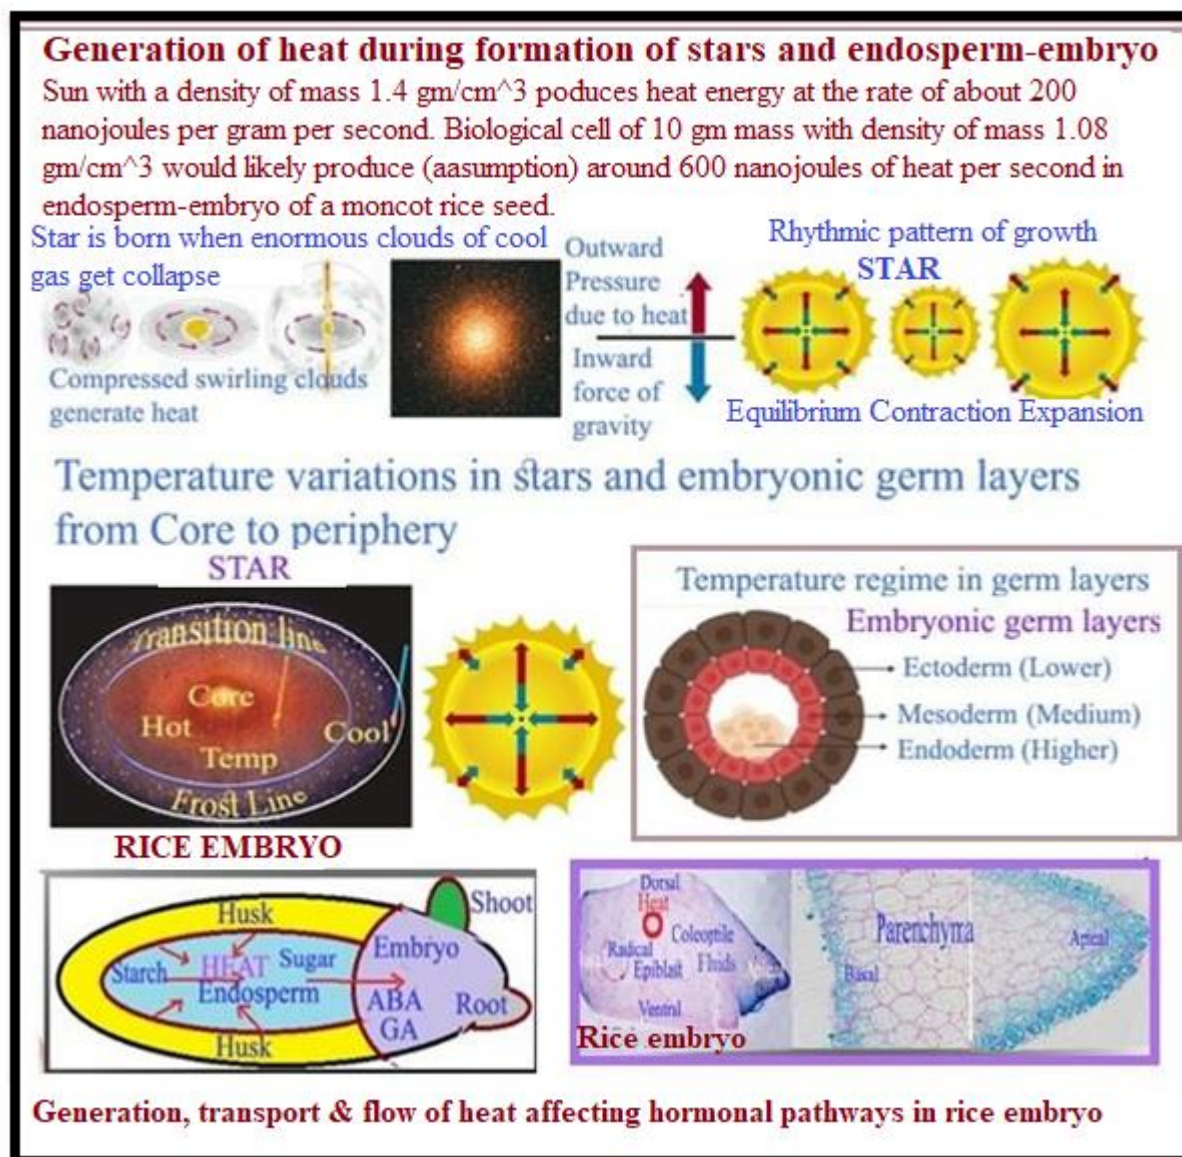 Generation of heat during formation of stars and endosperm-embryo
Sun with a density of mass 1.4 gm/cm^3 poduces heat energy at the rate of about 200
nanojoules per gram per second. Biological cell of 10 gm mass with density of mass 1.08
gm/cm^3 would likely produce (aasumption) around 600 nanojoules of heat per second in
endosperm-embryo of a moncot rice seed.
Star is born when enormous clouds of cool
gas get collapse
Compressed swirling clouds
generate heat
Outward
Pressure
due to heat
Inward
force of
gravity
Rhythmic pattern of growth
STAR
Equilibrium Contraction Expansion
Temperature variations in stars and embryonic germ layers
from Core to periphery
STAR
Transition line
Core
Hot
Cool
Temp
Frost Line
Temperature regime in germ layers
Embryonic germ layers
Ectoderm (Lower)
Mesoderm (Medium)
Endoderm (Higher)
RICE EMBRYO
Husk
Shoot
Embryo
Starch HEAT Sugar
Endosperm
ABA
GA
Root
Husk
Dorsal
Heat
Coleoptile
Radical
Epiblast
Fluids
Ventral
Rice embryo
Parenchyma
Basal
Apical
Generation, transport & flow of heat affecting hormonal pathways in rice embryo